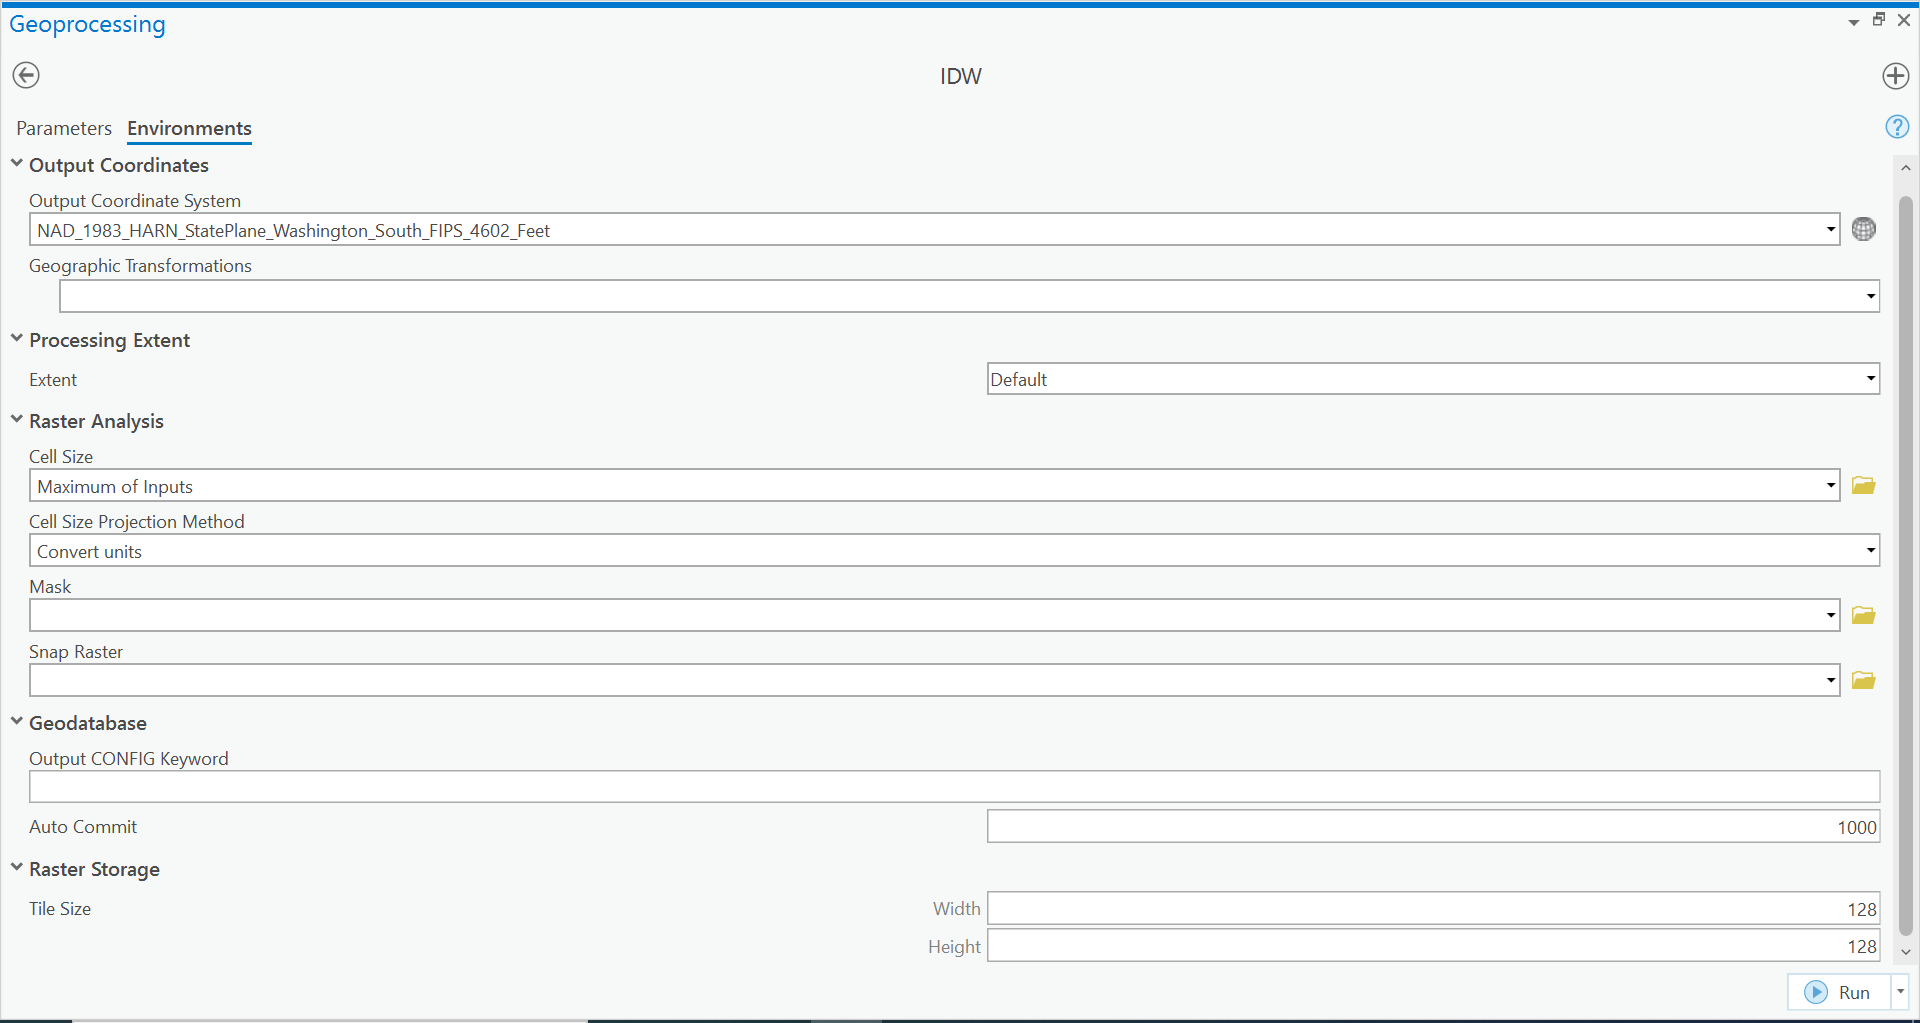 Geoprocessing
IDW
Parameters Environments
?
Output Coordinates
Output Coordinate System
NAD_1983_HARN_StatePlane_Washington_South_FIPS_4602_Feet
Geographic Transformations
Processing Extent
Extent Default
Raster Analysis
Cell Size
Maximum of Inputs
Cell Size Projection Method
Convert units
Mask
Snap Raster
Geodatabase
Output CONFIG Keyword
Auto Commit 1000
Raster Storage
Tile Size Width 128
Height 128
Run